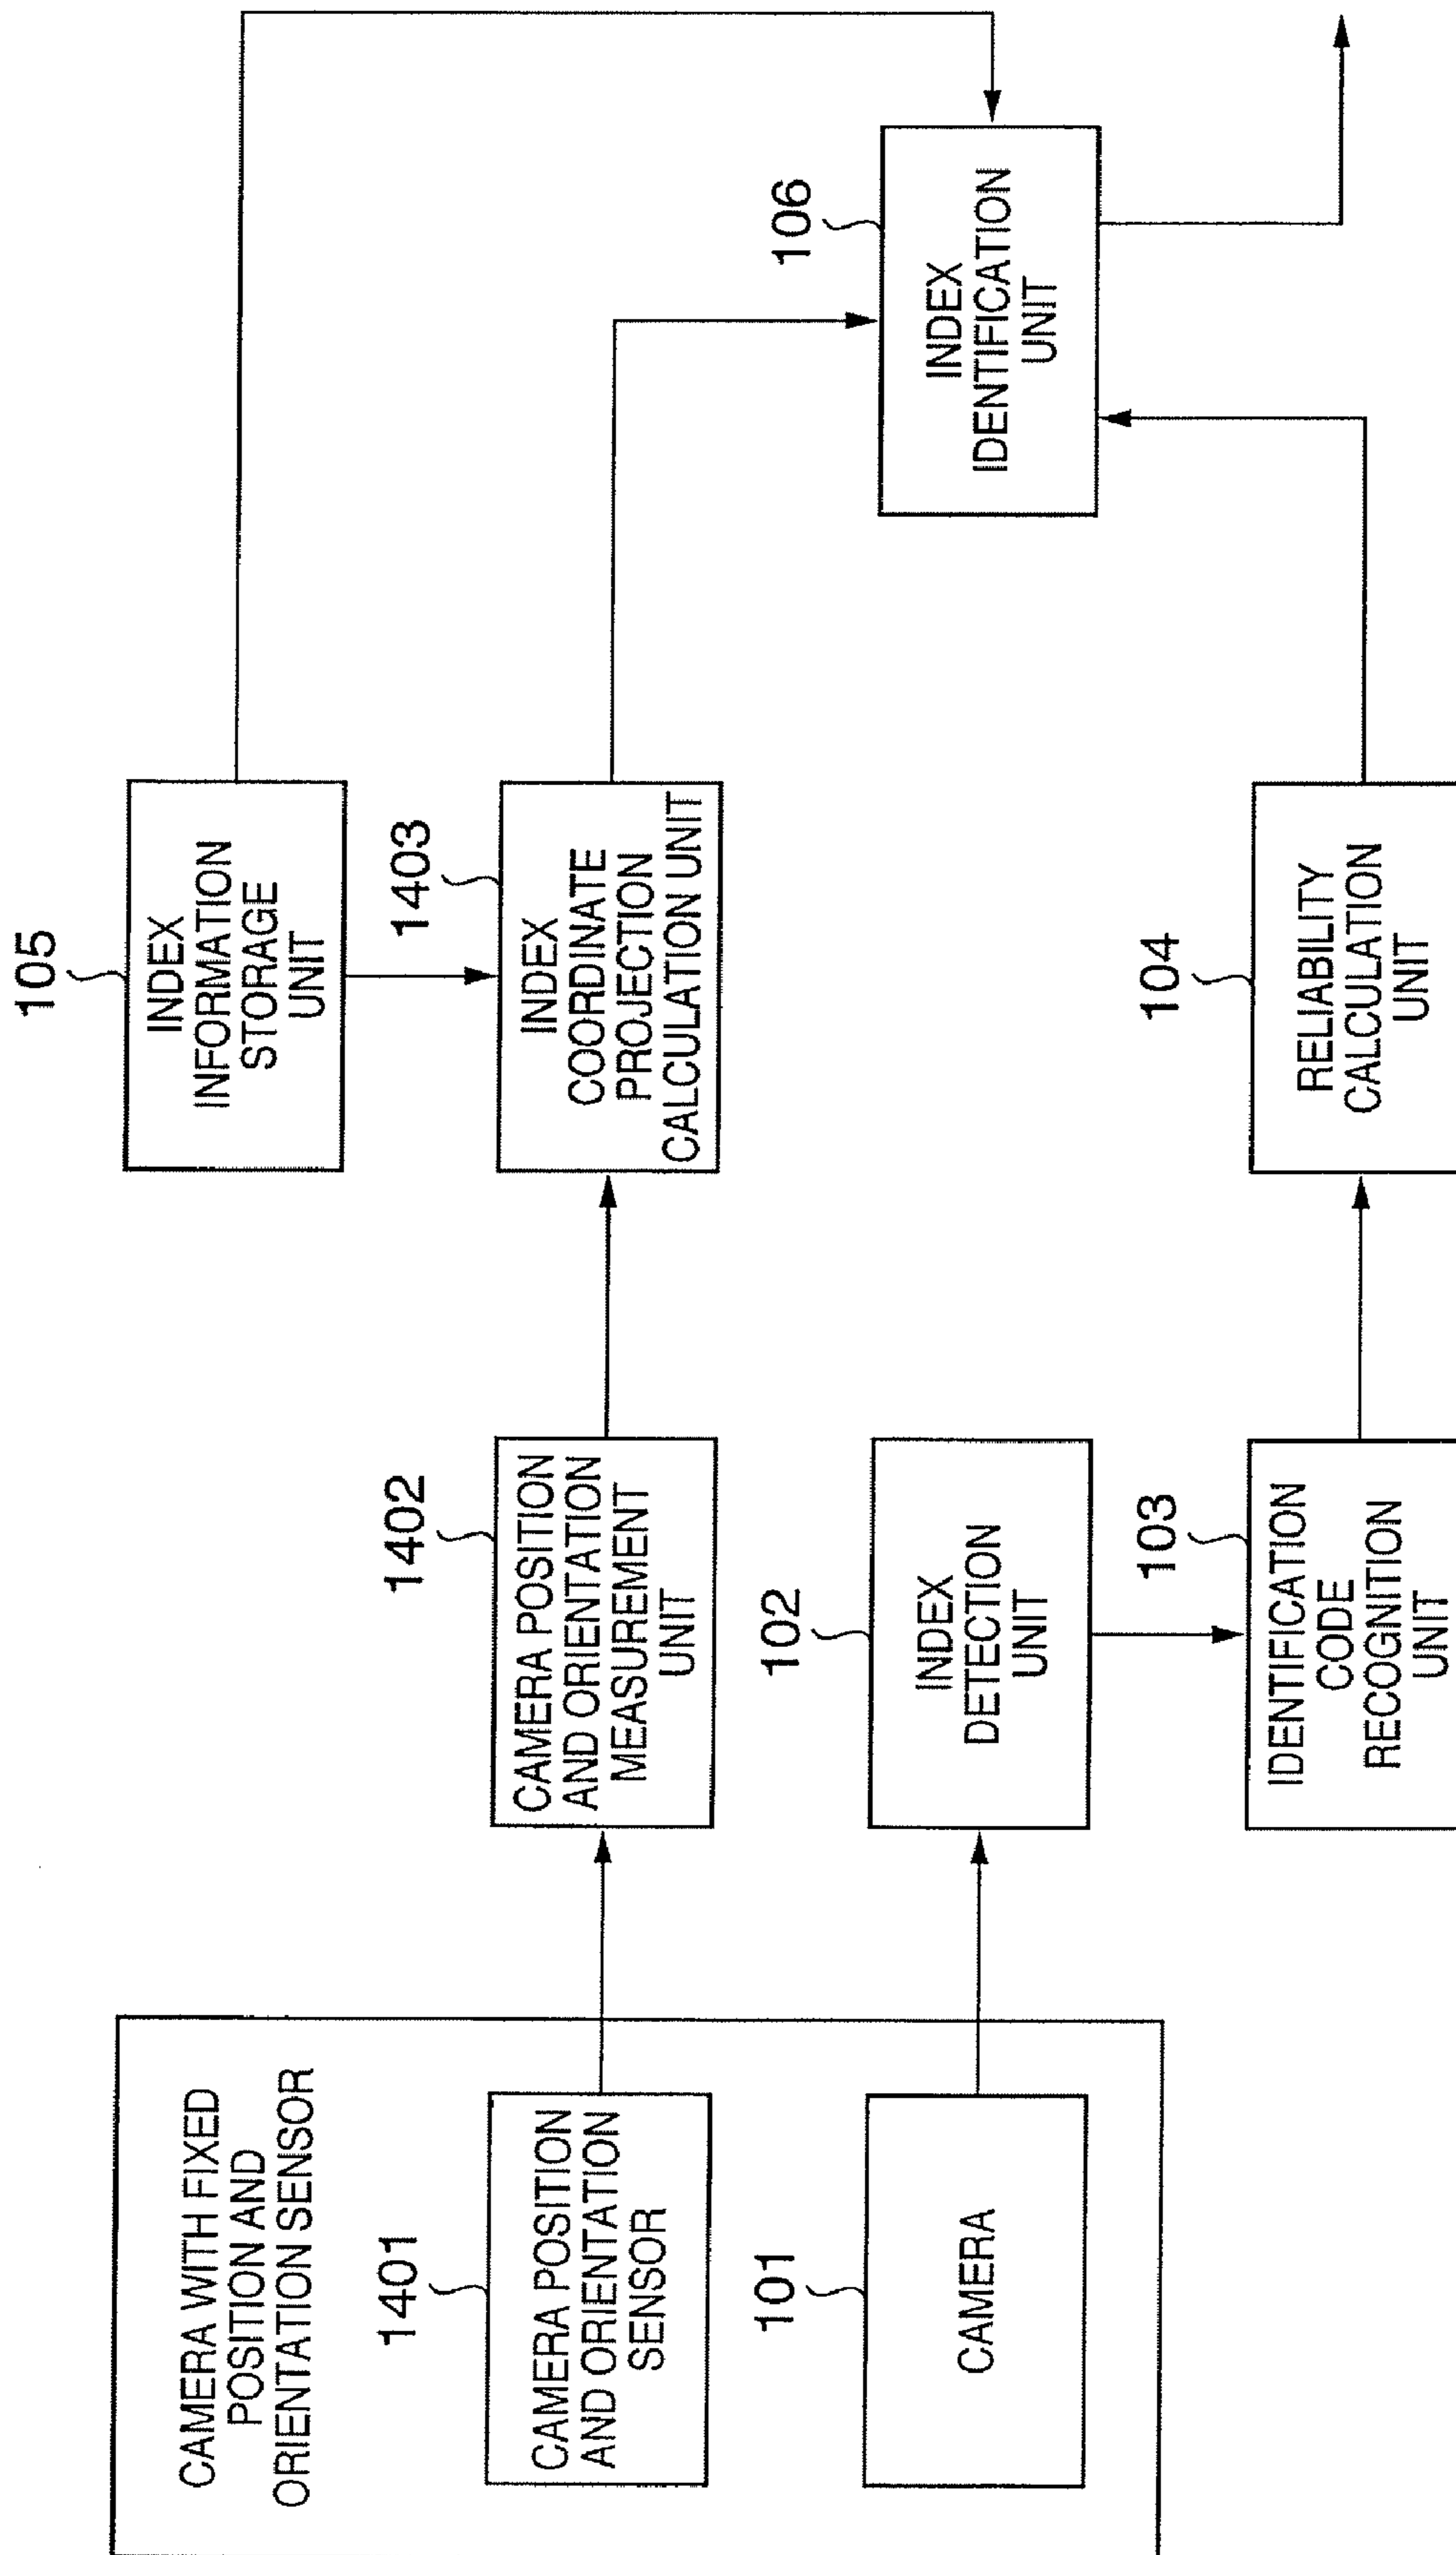 CAMERA WITH FIXED
POSITION AND
ORIENTATION SENSOR
1401
CAMERA POSITION
AND ORIENTATION
SENSOR
101
CAMERA
1402
CAMERA POSITION
AND ORIENTATION
MEASUREMENT
UNIT
102
INDEX
DETECTION
UNIT
103
IDENTIFICATION
CODE
RECOGNITION
UNIT
105
INDEX
INFORMATION
STORAGE
UNIT
1403
INDEX
COORDINATE
PROJECTION
CALCULATION UNIT
104
RELIABILITY
CALCULATION
UNIT
106
INDEX
IDENTIFICATION
UNIT